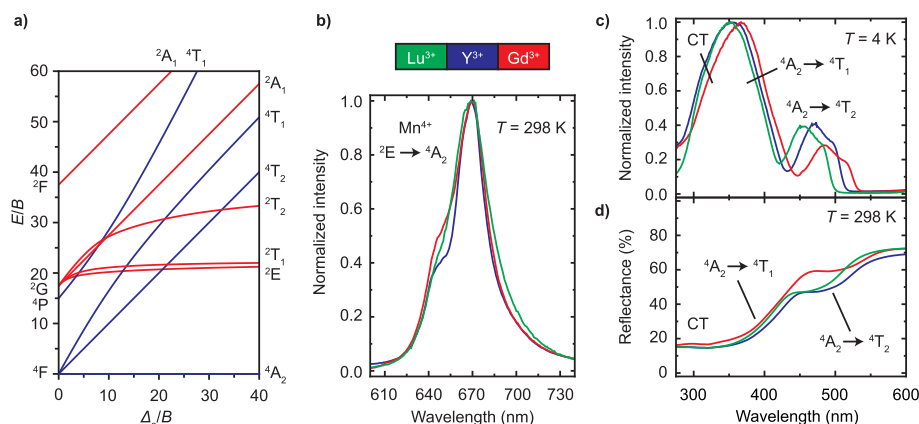 a)
²A₁ ⁴T₁
60
50
40
30
20
10
0
E/B
²F
²G
⁴P
⁴F
²A₁
⁴T₁
⁴T₂
²T₂
²T₁
²E
⁴A₂
0 10 20 30 40
Δₒ/B
b)
Lu³⁺ Y³⁺ Gd³⁺
Mn⁴⁺
²E → ⁴A₂
T = 298 K
Normalized intensity
1.0
0.8
0.6
0.4
0.2
0.0
610 640 670 700 730
Wavelength (nm)
c)
CT
T = 4 K
⁴A₂ → ⁴T₁
⁴A₂ → ⁴T₂
Normalized intensity
1.0
0.8
0.6
0.4
0.2
0.0
d)
T = 298 K
⁴A₂ → ⁴T₁
CT
⁴A₂ → ⁴T₂
Reflectance (%)
80
60
40
20
0
300 400 500 600
Wavelength (nm)